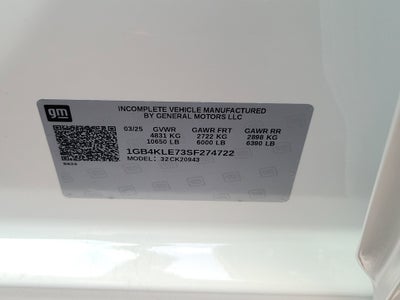 gm
INCOMPLETE VEHICLE MANUFACTURED
BY GENERAL MOTORS LLC
03/25 GVWR GAWR FRT GAWR RR
4831 KG 2722 KG 2898 KG
10650 LB 6000 LB 6390 LB
1GB4KLE73SF274722
MODEL: 32CK20943